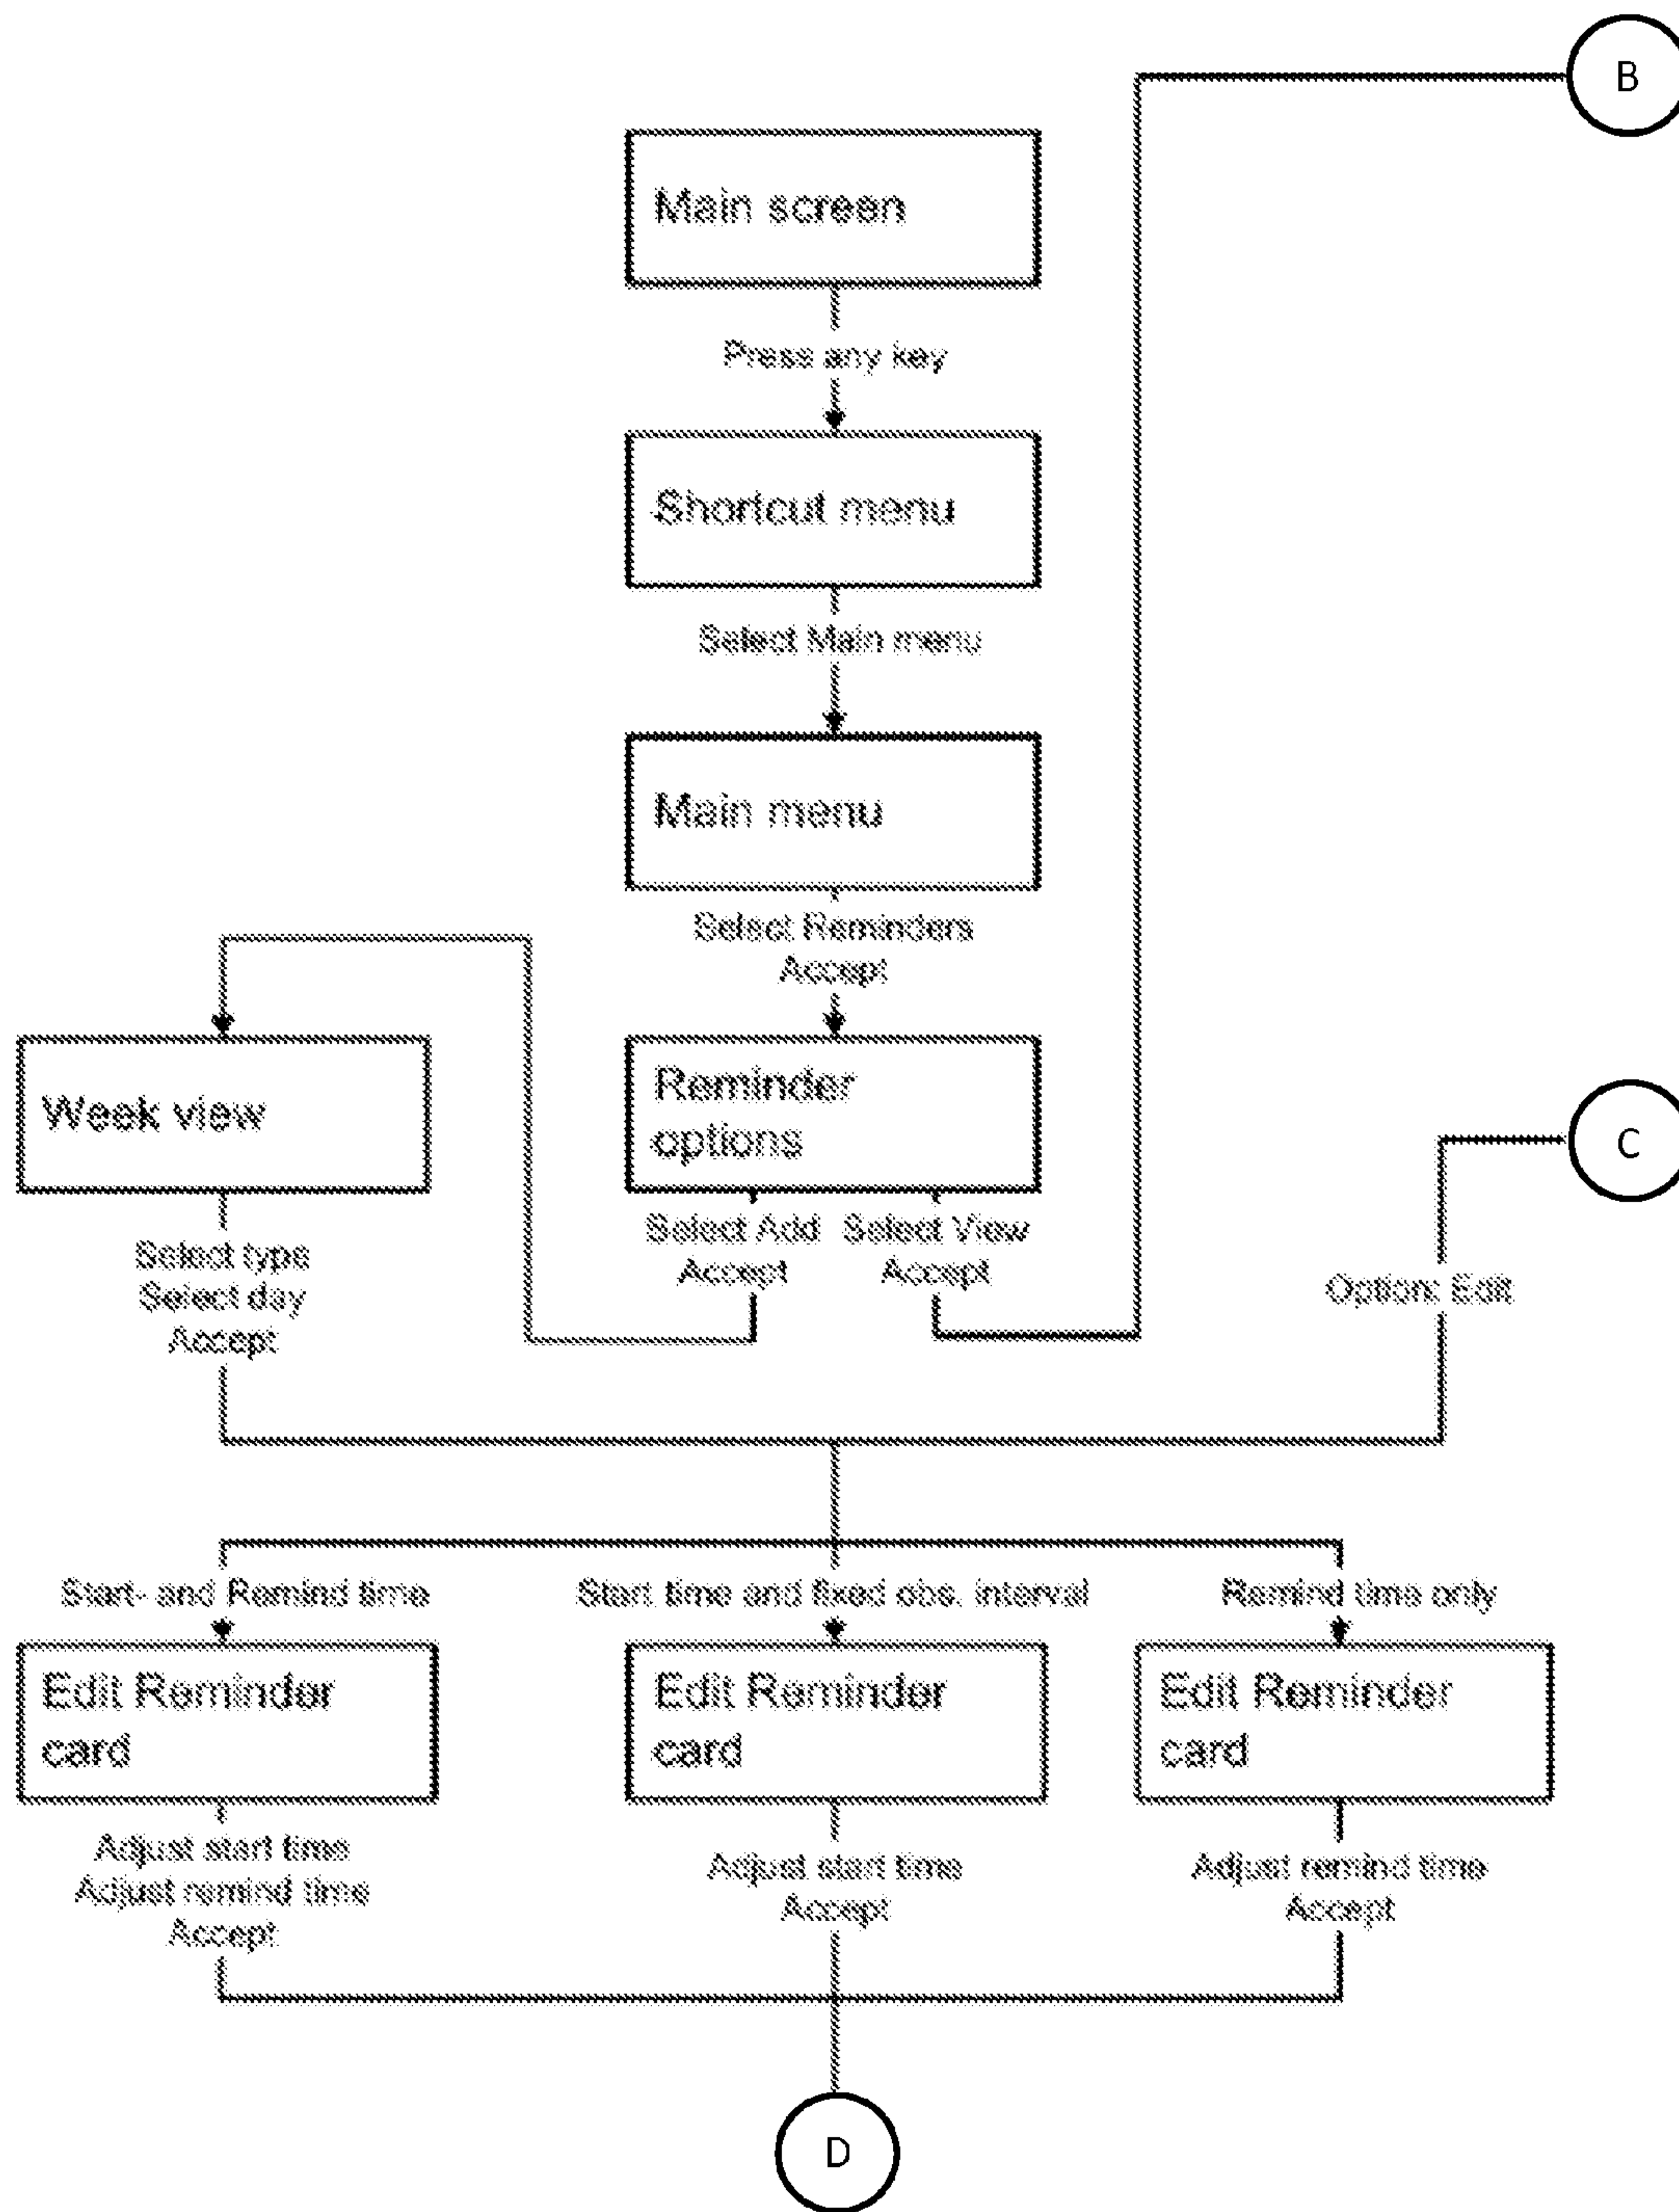 B
Main screen
Press any key
Shortcut menu
Select Main menu
Main menu
Select Reminders
Accept
Week view
Reminder
options
C
Select Add
Accept
Select View
Accept
Select type
Select day
Accept
Option: Edit
Start- and Remind time
Start time and fixed obs. interval
Remind time only
Edit Reminder
card
Edit Reminder
card
Edit Reminder
card
Adjust start time
Adjust remind time
Accept
Adjust start time
Accept
Adjust remind time
Accept
D